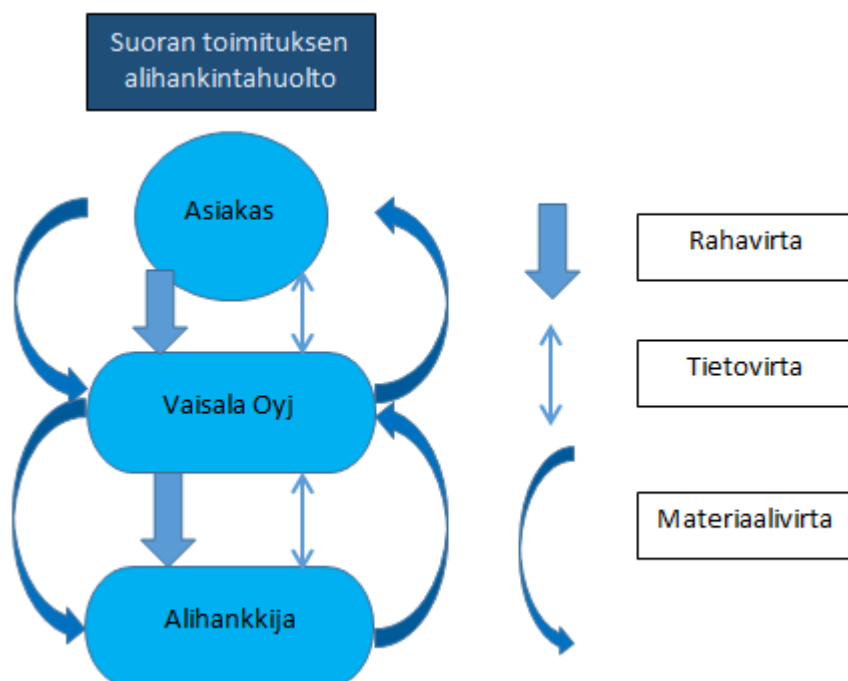 Suoran toimituksen
alihankintahuolto
Asiakas
Rahavirta
Tietovirta
Vaisala Oyj
Materiaalivirta
Alihankkija